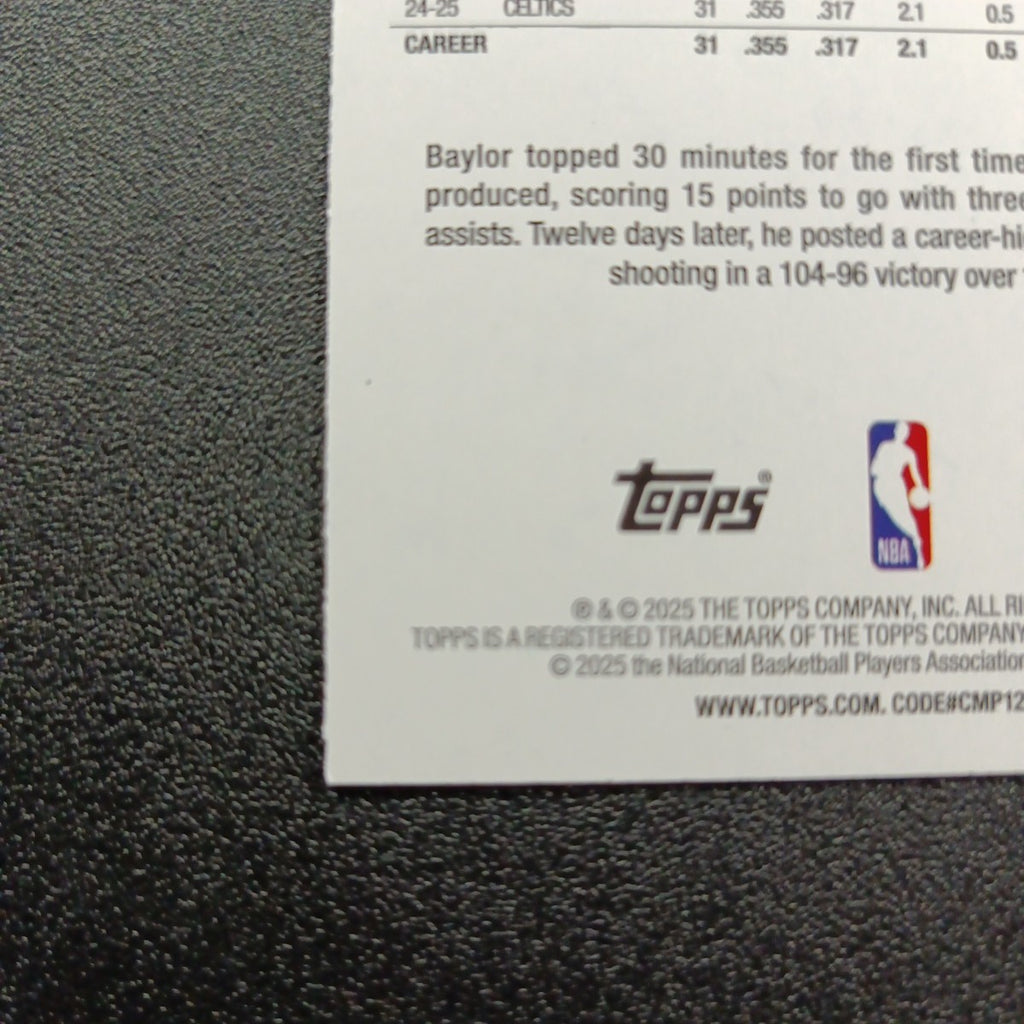 24-25 CELTICS 31 .355 .317 2.1 0.5
CAREER 31 .355 .317 2.1 0.5
Baylor topped 30 minutes for the first time
produced, scoring 15 points to go with three
assists. Twelve days later, he posted a career-hi
shooting in a 104-96 victory over
Topps®
NBA
® & © 2025 THE TOPPS COMPANY, INC. ALL RI
TOPPS IS A REGISTERED TRADEMARK OF THE TOPPS COMPANY
© 2025 the National Basketball Players Association
WWW.TOPPS.COM. CODE#CMP12